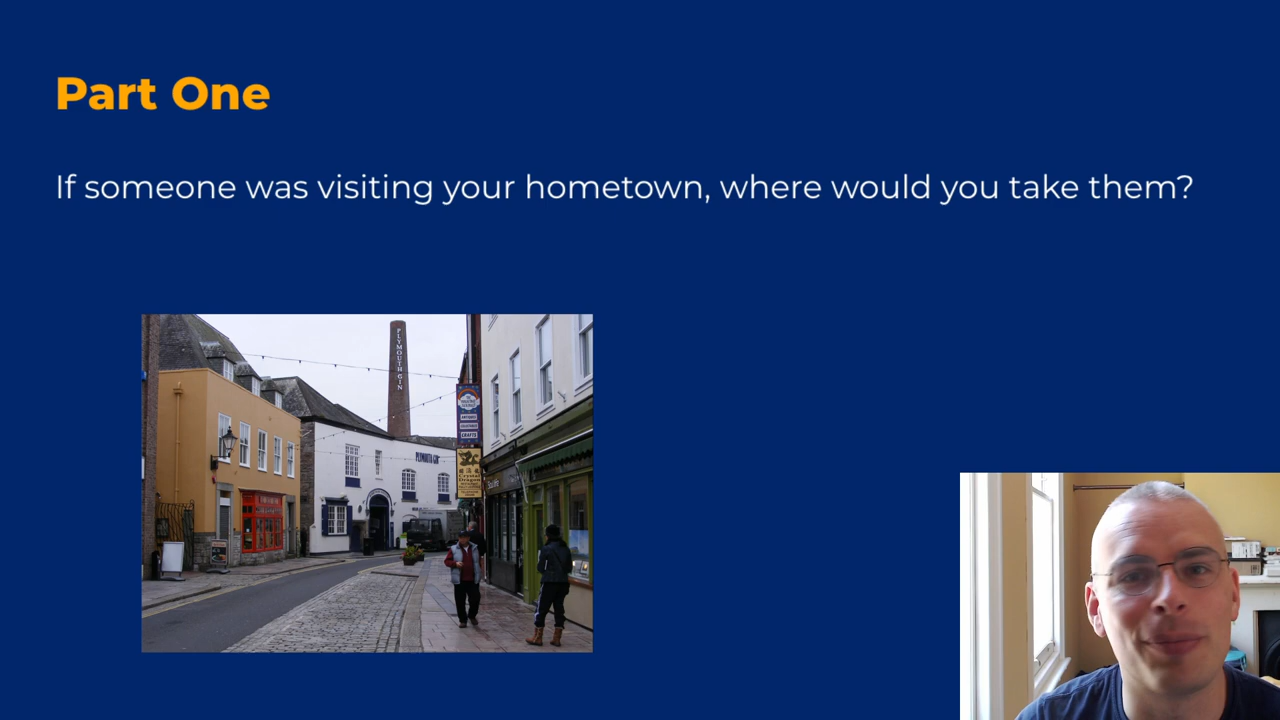 Part One
If someone was visiting your hometown, where would you take them?
PLYMOUTH GIN
PLYMOUTH GIN